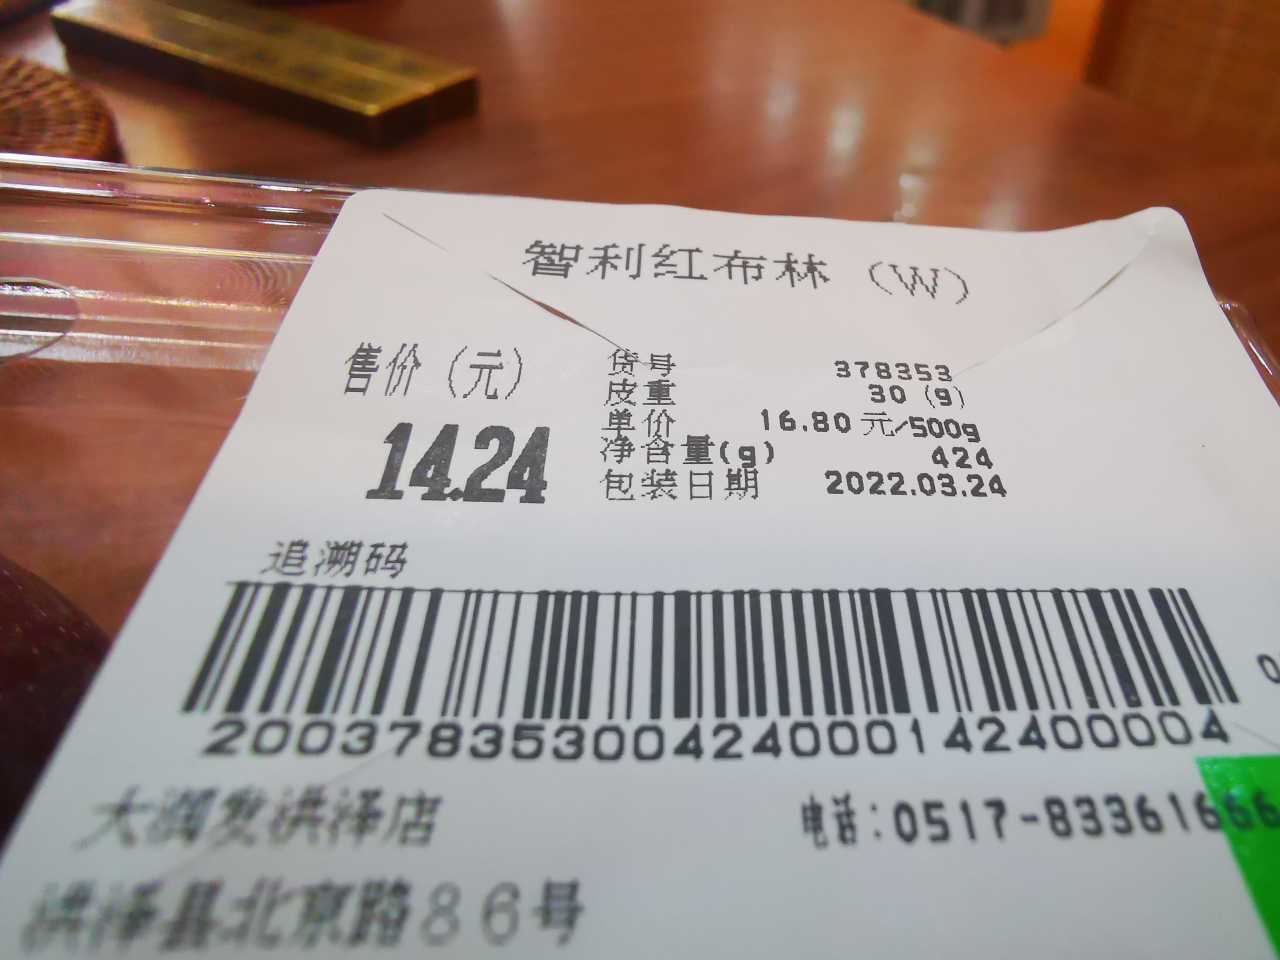 智利红布林 (W)
售价(元)
14.24
货号 378353
皮重 30 (g)
单价 16.80 元/500g
净含量(g) 424
包装日期 2022.03.24
追溯码
20037835300424000142400004
大润发洪泽店
电话:0517-83361666
洪泽县北京路86号